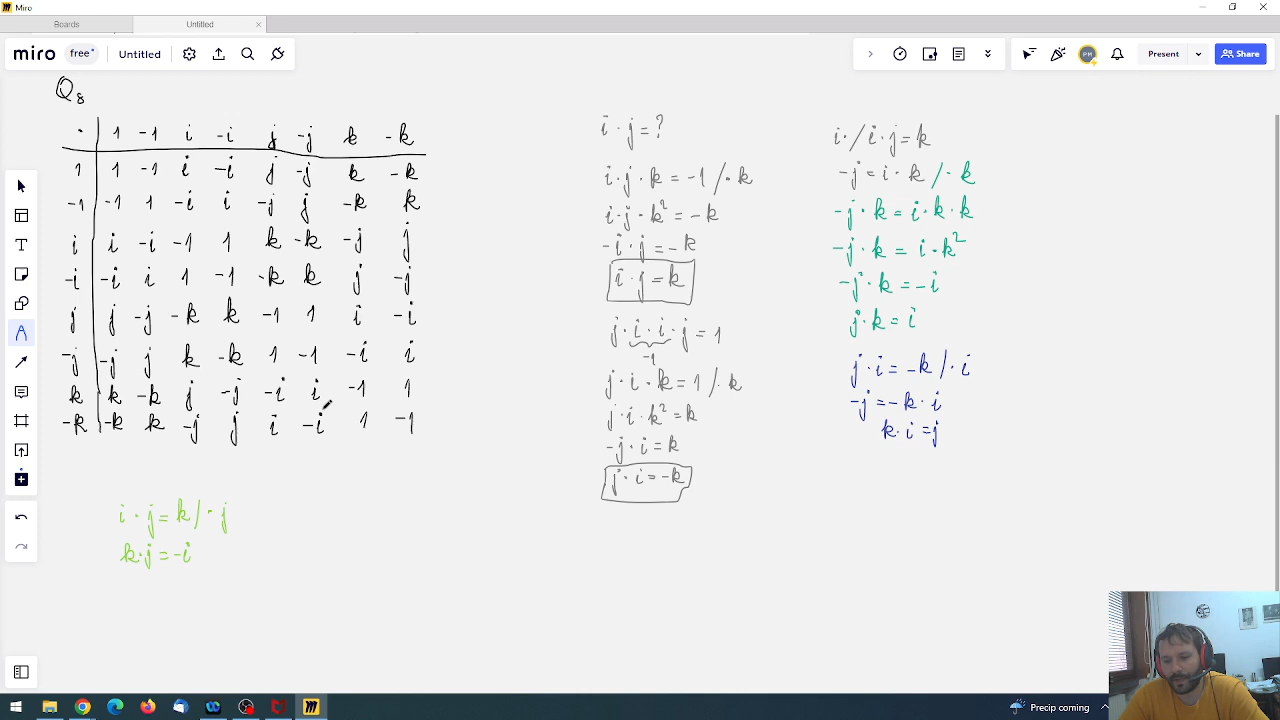 Miro
Boards
Untitled
miro free Untitled
PM
Present
Share
Q₈
· 1 -1 i -i j -j k -k
1 1 -1 i -i j -j k -k
-1 -1 1 -i i -j j -k k
i i -i -1 1 k -k -j j
-i -i i 1 -1 -k k j -j
j j -j -k k -1 1 i -i
-j -j j k -k 1 -1 -i i
k k -k j -j -i i -1 1
-k -k k -j j i -i 1 -1
i · j = k / · j
k·j = -i
i · j = ?
i · j · k = -1 / · k
i · j · k² = -k
-i · j = -k
i · j = k
j · i · i · j = 1
-1
j · i · k = 1 / · k
j · i · k² = k
-j · i = k
j · i = -k
i · / i · j = k
-j = i · k / · k
-j · k = i · k · k
-j · k = i · k²
-j · k = -i
j · k = i
j · i = -k / · i
-j = -k · i
k · i = j
Precip coming